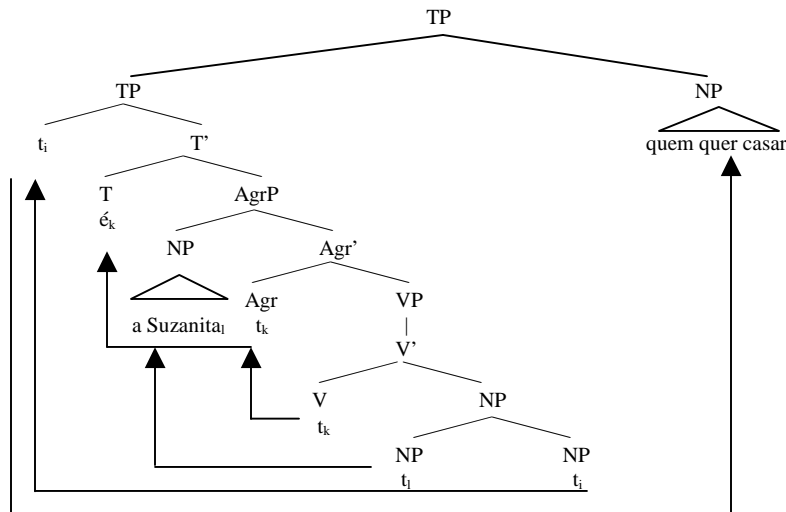 TP
TP NP
tᵢ T’ quem quer casar
T AgrP
éₖ
NP Agr’
Agr VP
a Suzanitaₗ tₖ |
V’
V NP
tₖ
NP NP
tₗ tᵢ